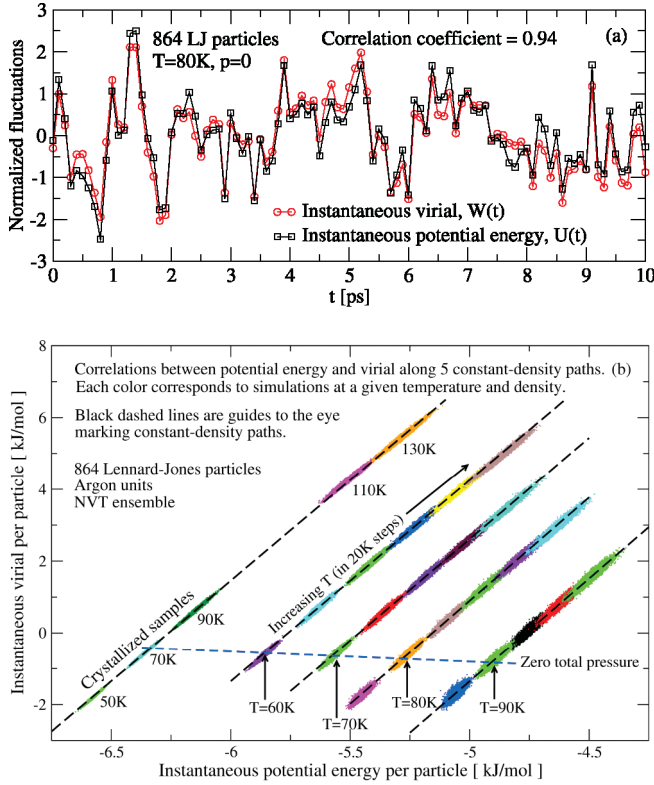 864 LJ particles
Correlation coefficient = 0.94
(a)
T=80K, p=0
Normalized fluctuations
3
2
1
0
-1
-2
-3
Instantaneous virial, W(t)
Instantaneous potential energy, U(t)
0 1 2 3 4 5 6 7 8 9 10
t [ps]
Correlations between potential energy and virial along 5 constant-density paths. (b)
Each color corresponds to simulations at a given temperature and density.
Black dashed lines are guides to the eye
marking constant-density paths.
864 Lennard-Jones particles
Argon units
NVT ensemble
130K
110K
Increasing T (in 20K steps)
Crystallized samples
90K
70K
50K
Zero total pressure
T=60K
T=70K
T=80K
T=90K
Instantaneous virial per particle [ kJ/mol ]
8
6
4
2
0
-2
-6.5 -6 -5.5 -5 -4.5
Instantaneous potential energy per particle [ kJ/mol ]